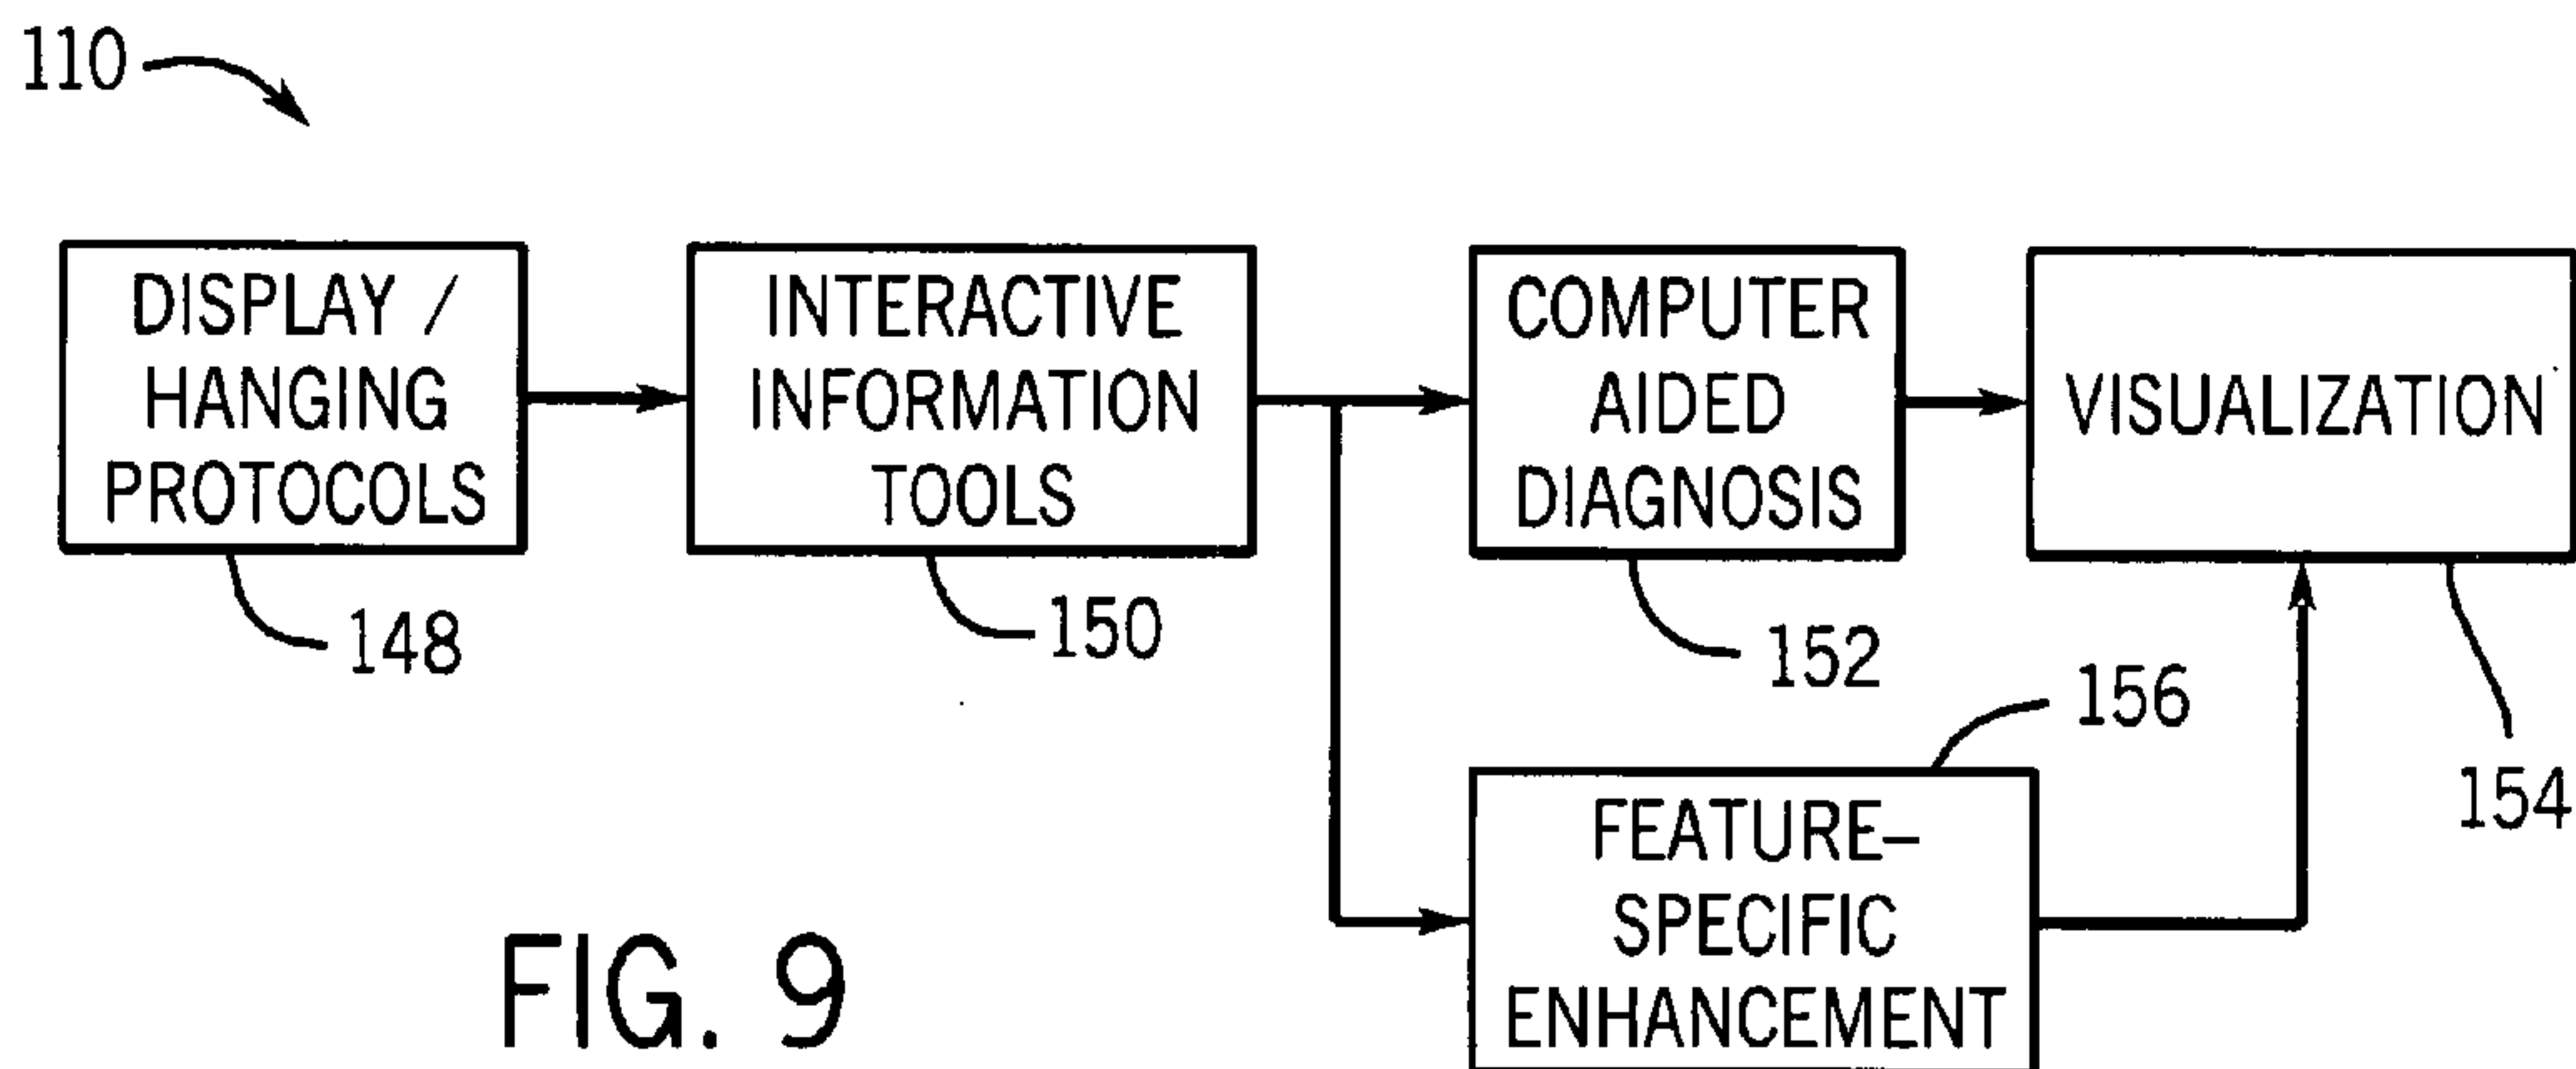 110
DISPLAY /
HANGING
PROTOCOLS
148
INTERACTIVE
INFORMATION
TOOLS
150
COMPUTER
AIDED
DIAGNOSIS
152
VISUALIZATION
154
156
FEATURE–
SPECIFIC
ENHANCEMENT
FIG. 9